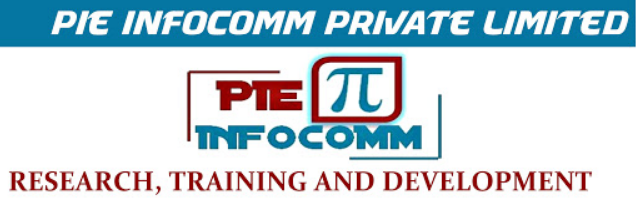 PIE INFOCOMM PRIVATE LIMITED
PIE π
INFOCOMM
RESEARCH, TRAINING AND DEVELOPMENT